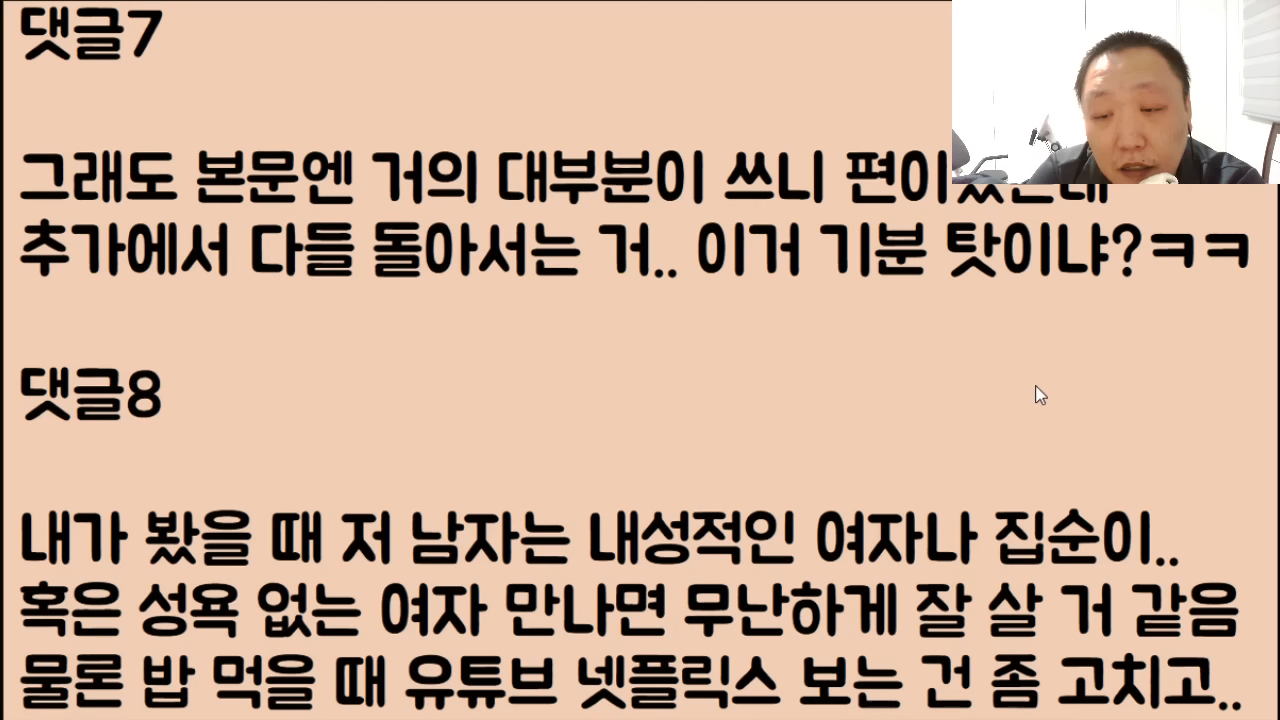 댓글7
그래도 본문엔 거의 대부분이 쓰니 편이
추가에서 다들 돌아서는 거.. 이거 기분 탓이냐?ㅋㅋ
댓글8
내가 봤을 때 저 남자는 내성적인 여자나 집순이..
혹은 성욕 없는 여자 만나면 무난하게 잘 살 거 같음
물론 밥 먹을 때 유튜브 넷플릭스 보는 건 좀 고치고..